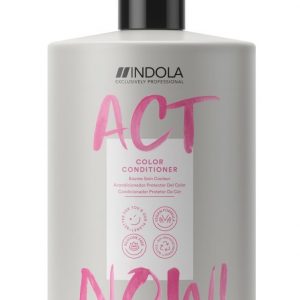 INDOLA
EXCLUSIVELY PROFESSIONAL
ACT
COLOR
CONDITIONER
Baume Soin Couleur
Acondicionador Protector Del Color
Condicionador Protetor Da Cor
NOW!